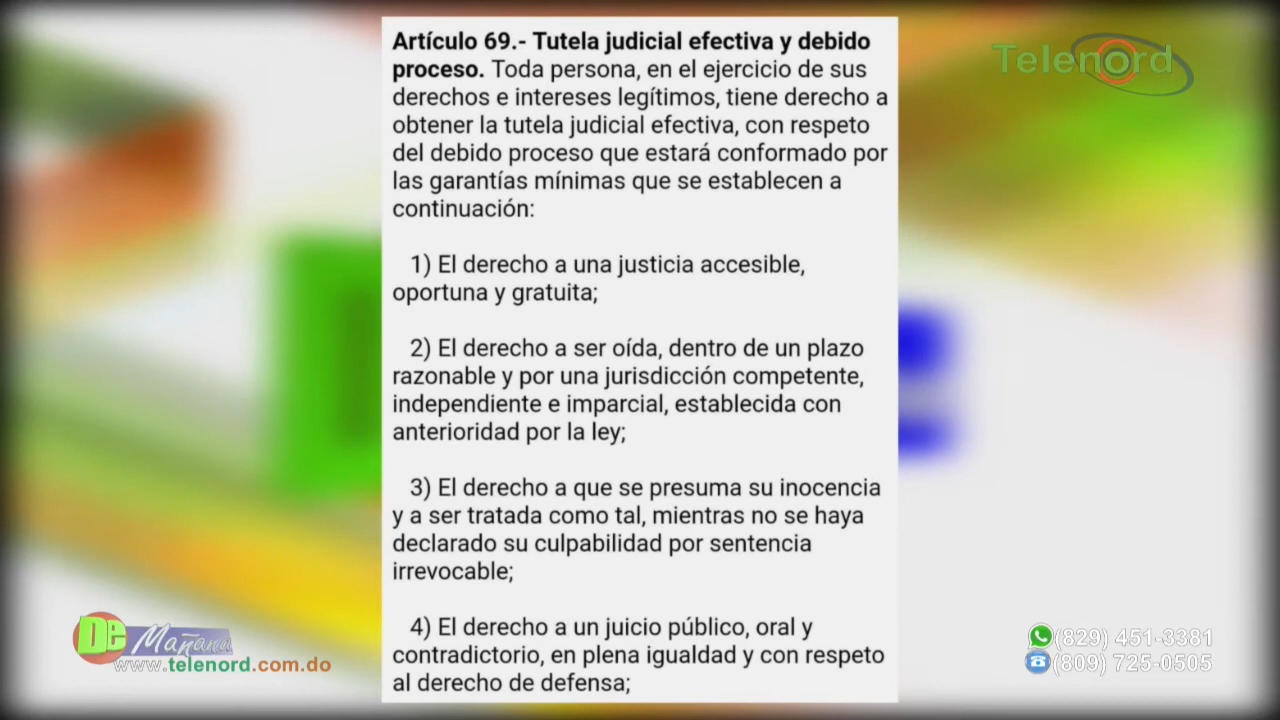 Artículo 69.- Tutela judicial efectiva y debido
proceso. Toda persona, en el ejercicio de sus
derechos e intereses legítimos, tiene derecho a
obtener la tutela judicial efectiva, con respeto
del debido proceso que estará conformado por
las garantías mínimas que se establecen a
continuación:
1) El derecho a una justicia accesible,
oportuna y gratuita;
2) El derecho a ser oída, dentro de un plazo
razonable y por una jurisdicción competente,
independiente e imparcial, establecida con
anterioridad por la ley;
3) El derecho a que se presuma su inocencia
y a ser tratada como tal, mientras no se haya
declarado su culpabilidad por sentencia
irrevocable;
4) El derecho a un juicio público, oral y
contradictorio, en plena igualdad y con respeto
al derecho de defensa;
Telenord
De Mañana
www.telenord.com.do
(829) 451-3381
(809) 725-0505